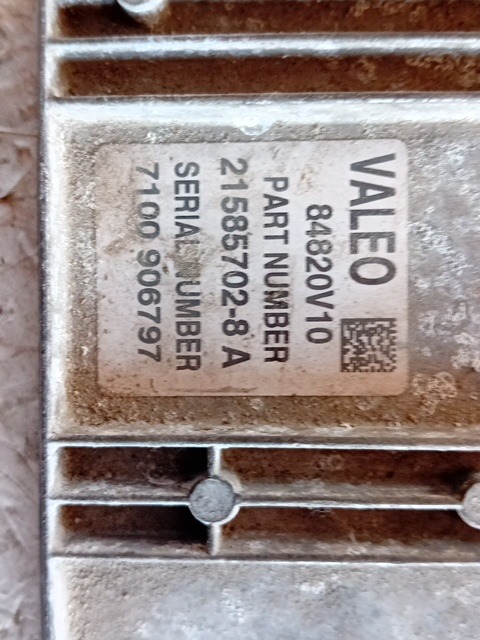 VALEO
84820V10
PART NUMBER
21585702-8 A
SERIAL NUMBER
7100 906797